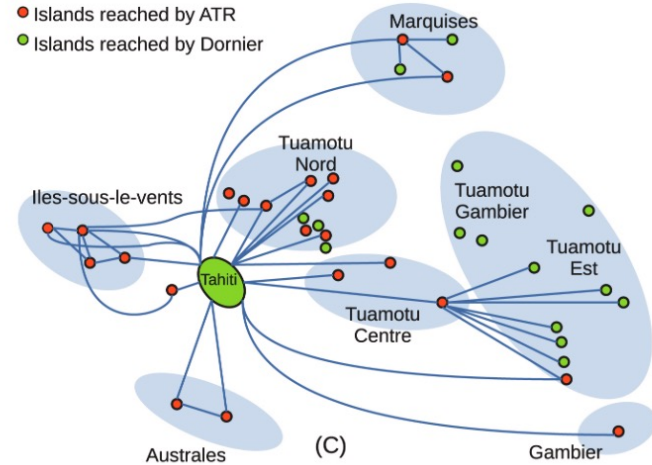 Islands reached by ATR
Islands reached by Dornier
Marquises
Tuamotu
Nord
Iles-sous-le-vents
Tuamotu
Gambier
Tuamotu
Est
Tahiti
Tuamotu
Centre
Australes
(C)
Gambier